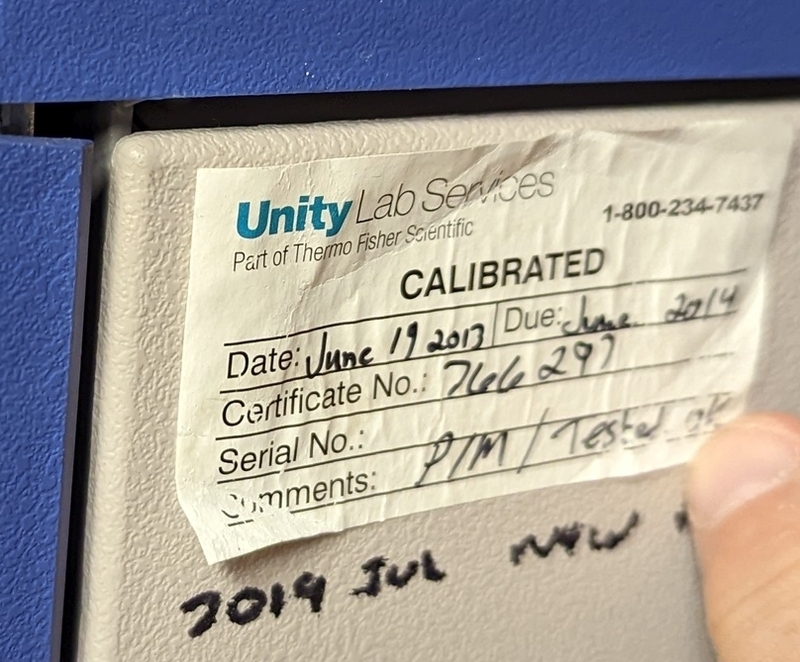 Unity Lab Services
1-800-234-7437
Part of Thermo Fisher Scientific
CALIBRATED
Date: June 19 2013 Due: June 2014
Certificate No.: 766297
Serial No.:
Comments: P/M / Tested ok
2019 JUL NEW